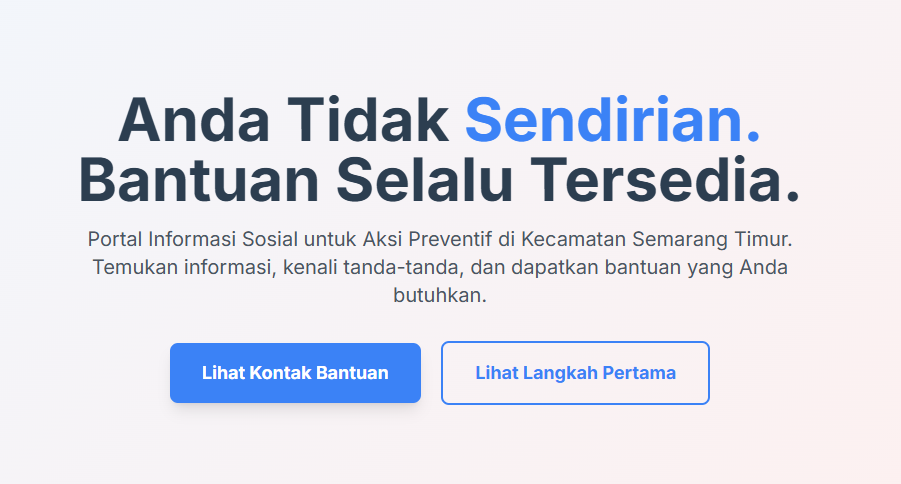 Anda Tidak Sendirian.
Bantuan Selalu Tersedia.
Portal Informasi Sosial untuk Aksi Preventif di Kecamatan Semarang Timur.
Temukan informasi, kenali tanda-tanda, dan dapatkan bantuan yang Anda
butuhkan.
Lihat Kontak Bantuan
Lihat Langkah Pertama